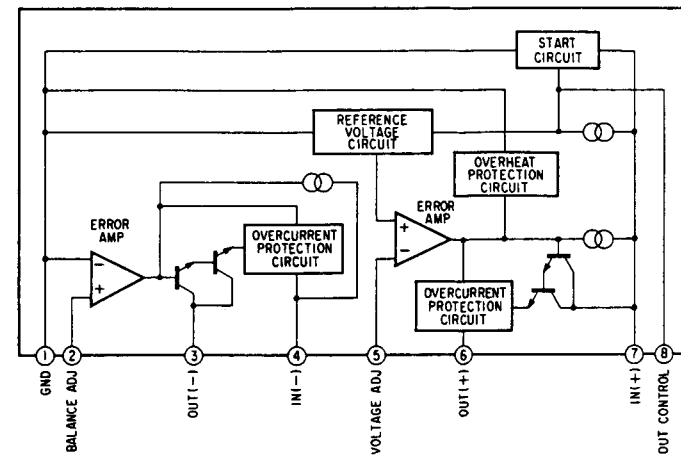 START
CIRCUIT
REFERENCE
VOLTAGE
CIRCUIT
OVERHEAT
PROTECTION
CIRCUIT
ERROR
AMP
ERROR
AMP
+
-
-
+
OVERCURRENT
PROTECTION
CIRCUIT
OVERCURRENT
PROTECTION
CIRCUIT
1
2
3
4
5
6
7
8
GND
BALANCE ADJ
OUT(-)
IN(-)
VOLTAGE ADJ
OUT(+)
IN(+)
OUT CONTROL